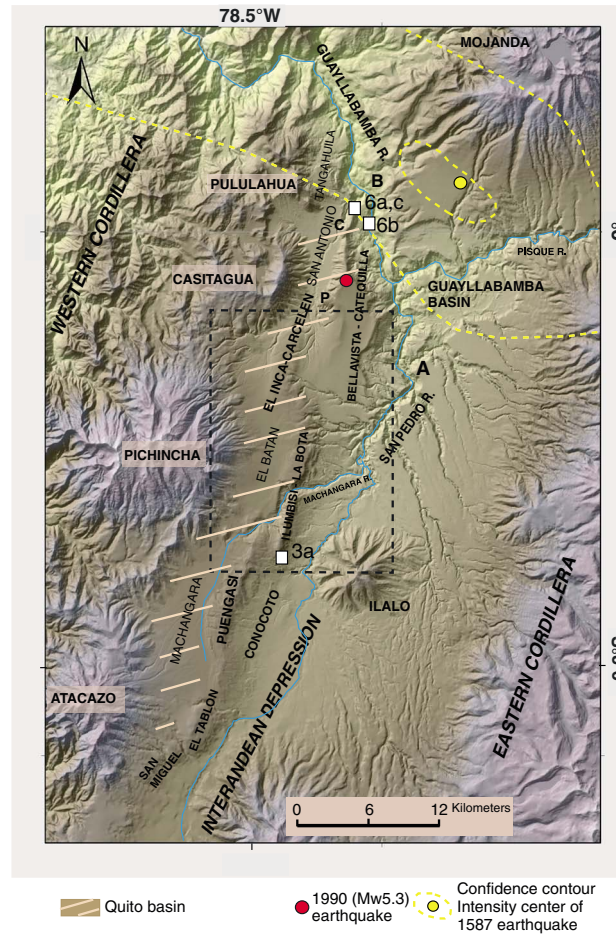 78.5°W
N
MOJANDA
GUAYLLABAMBA R.
WESTERN CORDILLERA
TANGAHUILA
PULULAHUA
B
6a,c
6b
C
SAN ANTONIO
PISQUE R.
CASITAGUA
GUAYLLABAMBA
BASIN
P
BELLAVISTA - CATEQUILLA
EL INCA-CARCELEN
A
SAN PEDRO R.
EL BATAN
PICHINCHA
ILUMBISI - LA BOTA
MACHANGARA R.
3a
ILALO
MACHANGARA
PUENGASI
CONOCOTO
EASTERN CORDILLERA
INTERANDEAN DEPRESSION
ATACAZO
EL TABLON
SAN
MIGUEL
0 6 12 Kilometers
Quito basin
1990 (Mw5.3)
earthquake
Confidence contour
Intensity center of
1587 earthquake